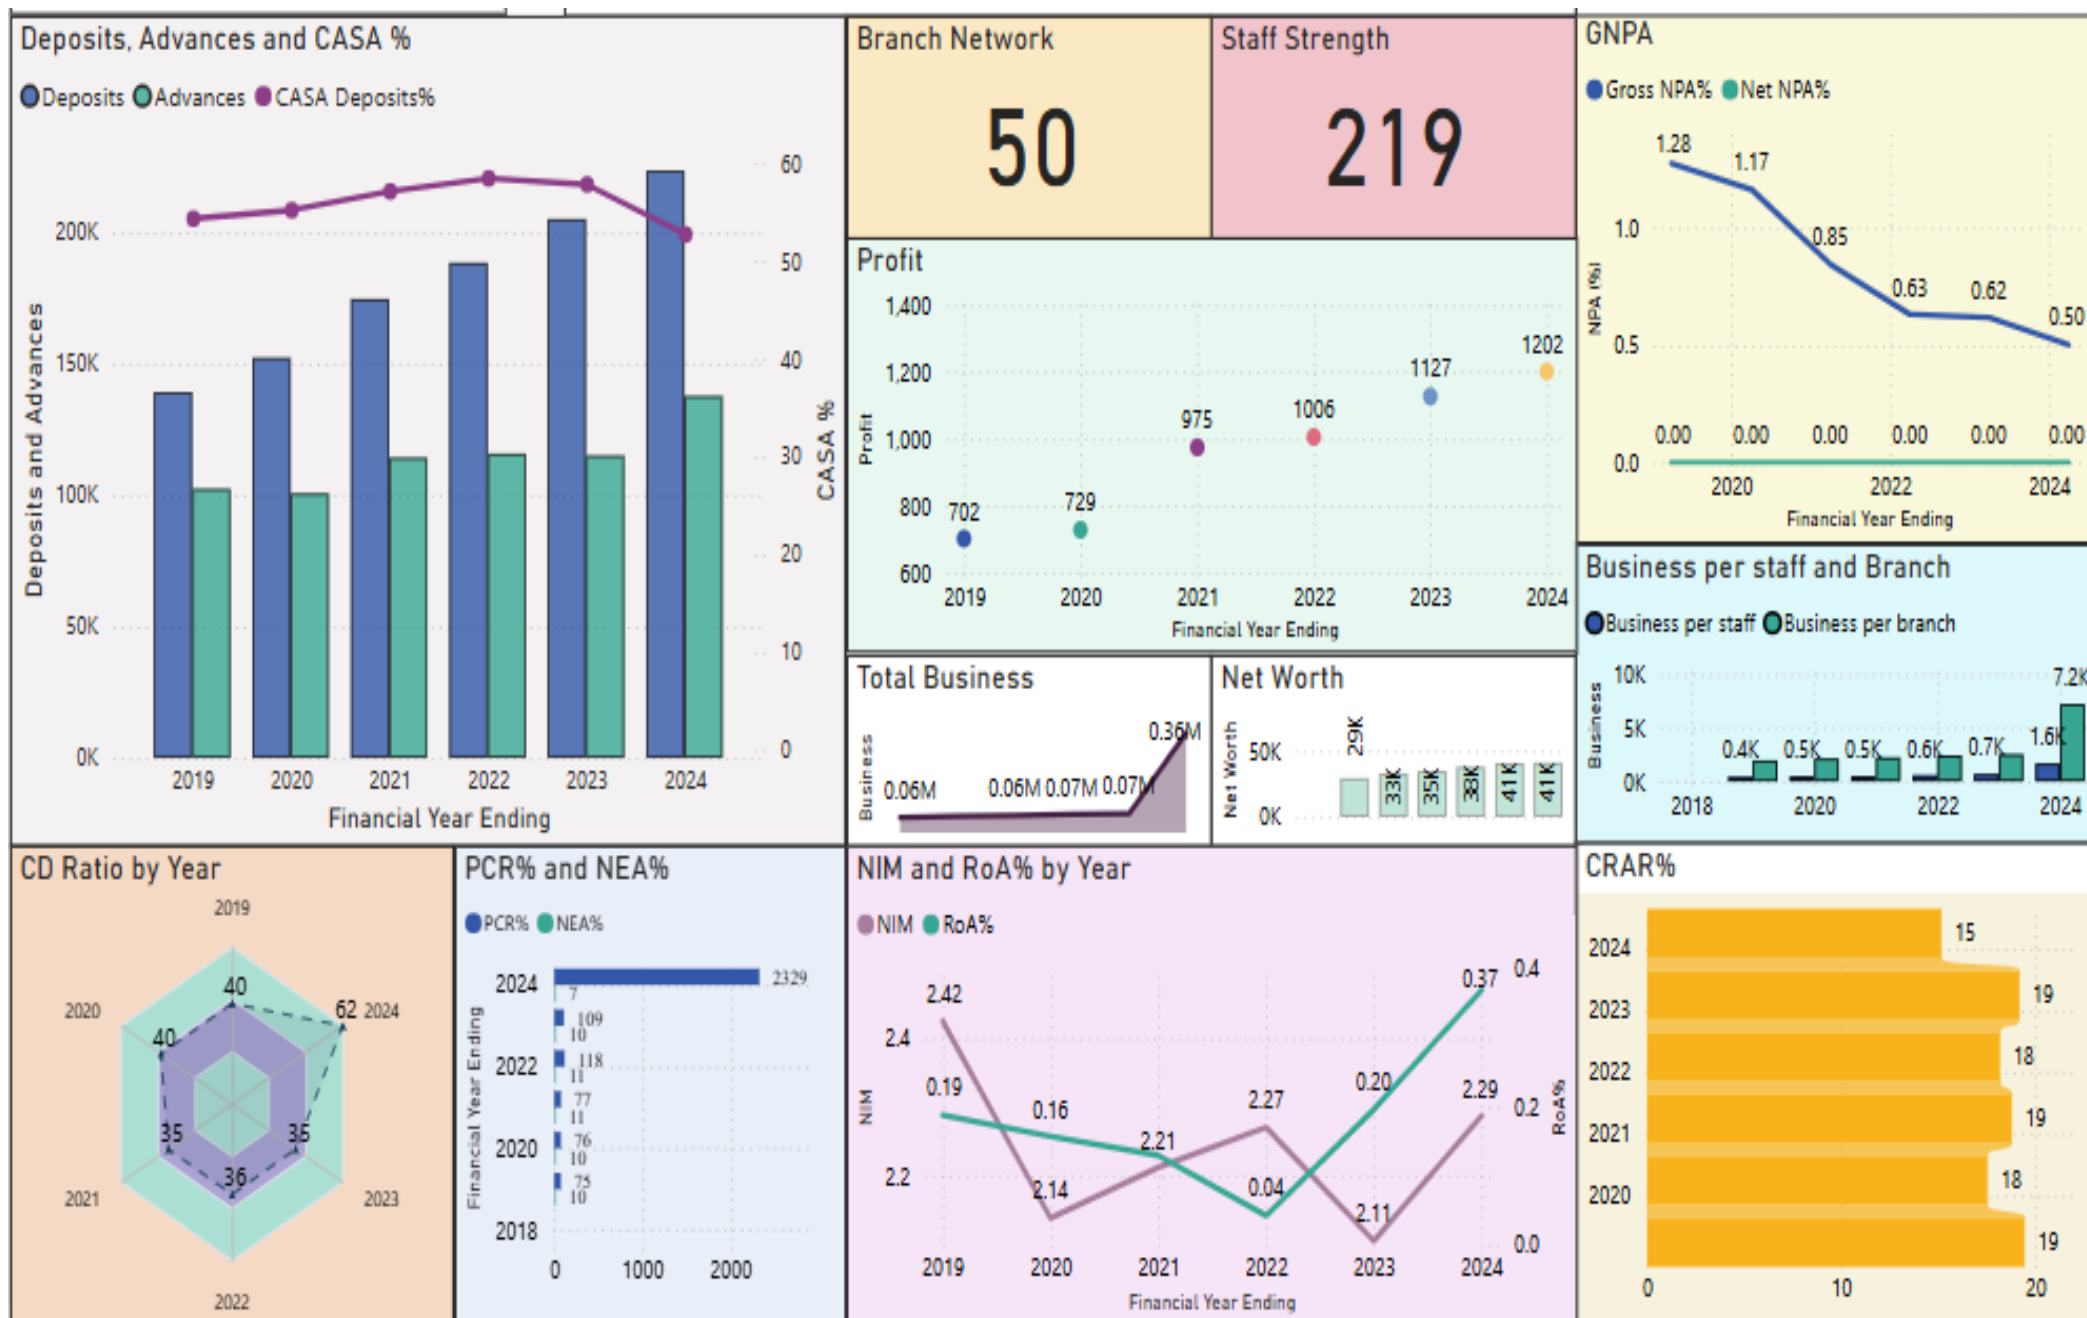 Deposits, Advances and CASA %
Deposits Advances CASA Deposits%
60
200K
50
150K
40
100K
30
20
50K
10
0K
0
Deposits and Advances
CASA %
2019 2020 2021 2022 2023 2024
Financial Year Ending
Branch Network
50
Staff Strength
219
Profit
1,400
1,200
1,000
800
600
Profit
702
729
975
1006
1127
1202
2019 2020 2021 2022 2023 2024
Financial Year Ending
GNPA
Gross NPA% Net NPA%
1.28
1.17
0.85
0.63
0.62
0.50
1.0
0.5
0.0
NPA (%)
0.00 0.00 0.00 0.00 0.00 0.00
2020 2022 2024
Financial Year Ending
Business per staff and Branch
Business per staff Business per branch
10K
5K
0K
Business
0.4K 0.5K 0.5K 0.6K 0.7K 1.6K
7.2K
2018 2020 2022 2024
Total Business
Business
0.06M 0.06M 0.07M 0.07M 0.36M
Net Worth
Net Worth
50K
0K
29K 33K 35K 38K 41K 41K
CD Ratio by Year
2019
40
2020
40
62 2024
35
35
36
2021
2023
2022
PCR% and NEA%
PCR% NEA%
Financial Year Ending
2024
2329
7
109
10
2022
118
11
77
11
2020
76
10
75
10
2018
0 1000 2000
NIM and RoA% by Year
NIM RoA%
0.4
2.4
0.2
2.2
0.0
NIM
RoA%
2.42
2.14
2.21
2.27
2.11
2.29
0.19
0.16
0.04
0.20
0.37
2019 2020 2021 2022 2023 2024
Financial Year Ending
CRAR%
2024
15
2023
19
2022
18
2021
19
2020
18
19
0 10 20